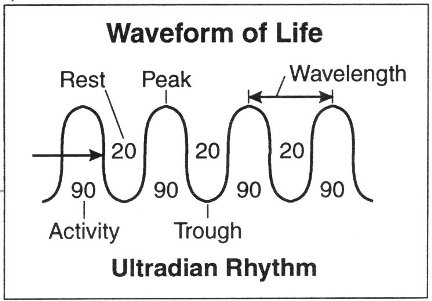 Waveform of Life
Rest Peak Wavelength
20 20 20
90 90 90 90
Activity Trough
Ultradian Rhythm